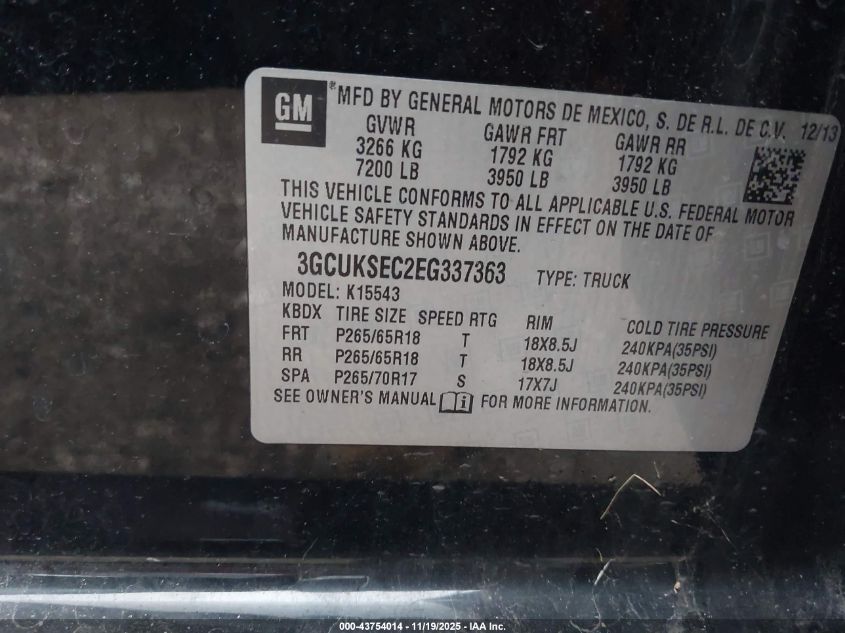 GM ®MFD BY GENERAL MOTORS DE MEXICO, S. DE R.L. DE C.V. 12/13
GVWR GAWR FRT GAWR RR
3266 KG 1792 KG 1792 KG
7200 LB 3950 LB 3950 LB
THIS VEHICLE CONFORMS TO ALL APPLICABLE U.S. FEDERAL MOTOR
VEHICLE SAFETY STANDARDS IN EFFECT ON THE DATE OF
MANUFACTURE SHOWN ABOVE.
3GCUKSEC2EG337363 TYPE: TRUCK
MODEL: K15543
KBDX TIRE SIZE SPEED RTG RIM COLD TIRE PRESSURE
FRT P265/65R18 T 18X8.5J 240KPA(35PSI)
RR P265/65R18 T 18X8.5J 240KPA(35PSI)
SPA P265/70R17 S 17X7J 240KPA(35PSI)
SEE OWNER'S MANUAL FOR MORE INFORMATION.
000-43754014 - 11/19/2025 - IAA Inc.